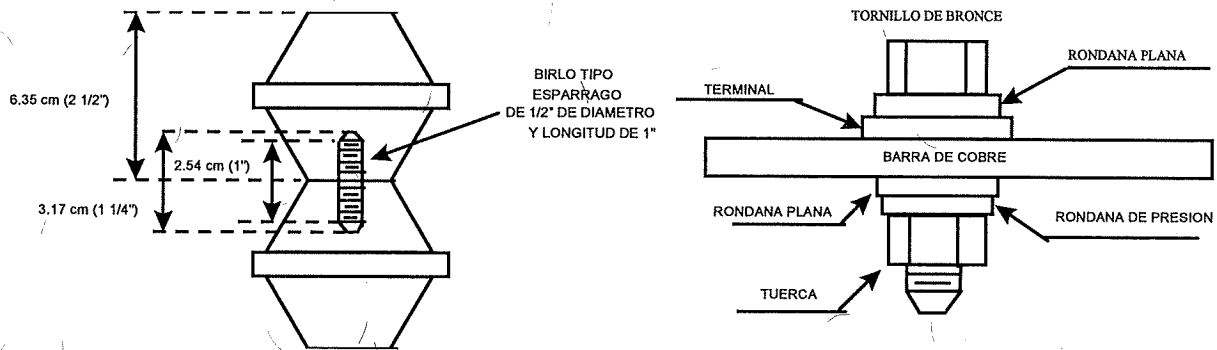 6.35 cm (2 1/2")
2.54 cm (1")
3.17 cm (1 1/4")
BIRLO TIPO
ESPARRAGO
DE 1/2" DE DIAMETRO
Y LONGITUD DE 1"
TORNILLO DE BRONCE
RONDANA PLANA
TERMINAL
BARRA DE COBRE
RONDANA PLANA
RONDANA DE PRESION
TUERCA